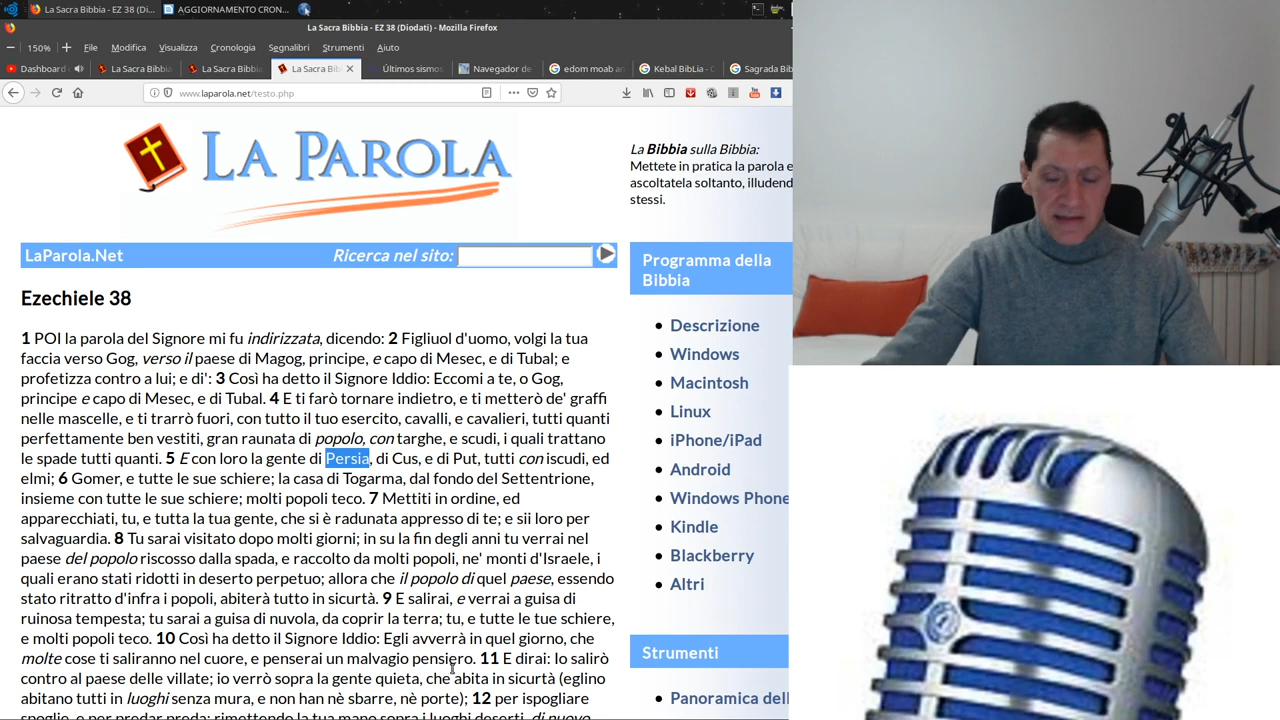 La Sacra Bibbia - EZ 38 (Di...
AGGIORNAMENTO CRON...
La Sacra Bibbia - EZ 38 (Diodati) - Mozilla Firefox
150% File Modifica Visualizza Cronologia Segnalibri Strumenti Aiuto
Dashboard La Sacra Bibbia La Sacra Bibbia La Sacra Bibb Últimos sismos Navegador de edom moab an Kebal BibLia - C Sagrada Bib
www.laparola.net/testo.php
LA PAROLA
La Bibbia sulla Bibbia:
Mettete in pratica la parola e
ascoltatela soltanto, illudend
stessi.
LaParola.Net Ricerca nel sito:
Ezechiele 38
1 POI la parola del Signore mi fu indirizzata, dicendo: 2 Figliuol d'uomo, volgi la tua
faccia verso Gog, verso il paese di Magog, principe, e capo di Mesec, e di Tubal; e
profetizza contro a lui; e di': 3 Così ha detto il Signore Iddio: Eccomi a te, o Gog,
principe e capo di Mesec, e di Tubal. 4 E ti farò tornare indietro, e ti metterò de' graffi
nelle mascelle, e ti trarrò fuori, con tutto il tuo esercito, cavalli, e cavalieri, tutti quanti
perfettamente ben vestiti, gran raunata di popolo, con targhe, e scudi, i quali trattano
le spade tutti quanti. 5 E con loro la gente di Persia, di Cus, e di Put, tutti con iscudi, ed
elmi; 6 Gomer, e tutte le sue schiere; la casa di Togarma, dal fondo del Settentrione,
insieme con tutte le sue schiere; molti popoli teco. 7 Mettiti in ordine, ed
apparecchiati, tu, e tutta la tua gente, che si è radunata appresso di te; e sii loro per
salvaguardia. 8 Tu sarai visitato dopo molti giorni; in su la fin degli anni tu verrai nel
paese del popolo riscosso dalla spada, e raccolto da molti popoli, ne' monti d'Israele, i
quali erano stati ridotti in deserto perpetuo; allora che il popolo di quel paese, essendo
stato ritratto d'infra i popoli, abiterà tutto in sicurtà. 9 E salirai, e verrai a guisa di
ruinosa tempesta; tu sarai a guisa di nuvola, da coprir la terra; tu, e tutte le tue schiere,
e molti popoli teco. 10 Così ha detto il Signore Iddio: Egli avverrà in quel giorno, che
molte cose ti saliranno nel cuore, e penserai un malvagio pensiero. 11 E dirai: Io salirò
contro al paese delle villate; io verrò sopra la gente quieta, che abita in sicurtà (eglino
abitano tutti in luoghi senza mura, e non han nè sbarre, nè porte); 12 per ispogliare
spoglie, e per predar preda; rimettendo la tua mano sopra i luoghi deserti, di nuovo
Programma della
Bibbia
Descrizione
Windows
Macintosh
Linux
iPhone/iPad
Android
Windows Phone
Kindle
Blackberry
Altri
Strumenti
Panoramica dell